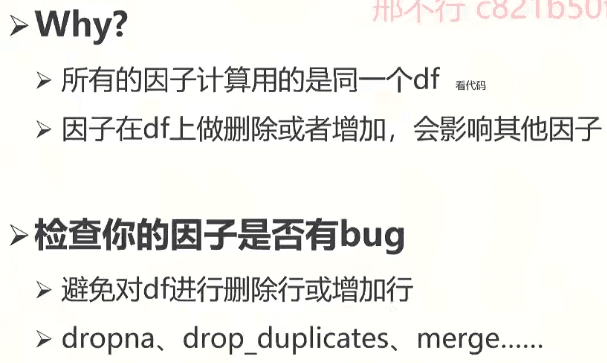 邢不行 c821b50
Why?
所有的因子计算用的是同一个df 看代码
因子在df上做删除或者增加，会影响其他因子
检查你的因子是否有bug
避免对df进行删除行或增加行
dropna、drop_duplicates、merge……